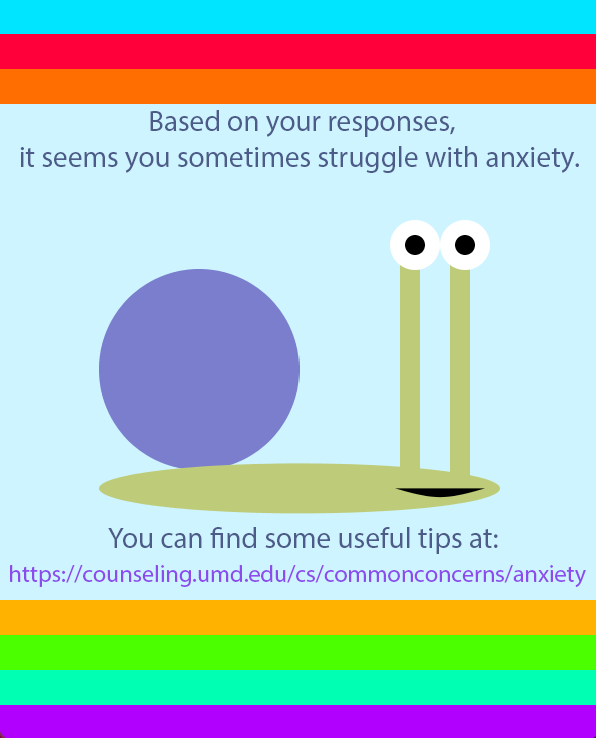 Based on your responses,
it seems you sometimes struggle with anxiety.
You can find some useful tips at:
https://counseling.umd.edu/cs/commonconcerns/anxiety